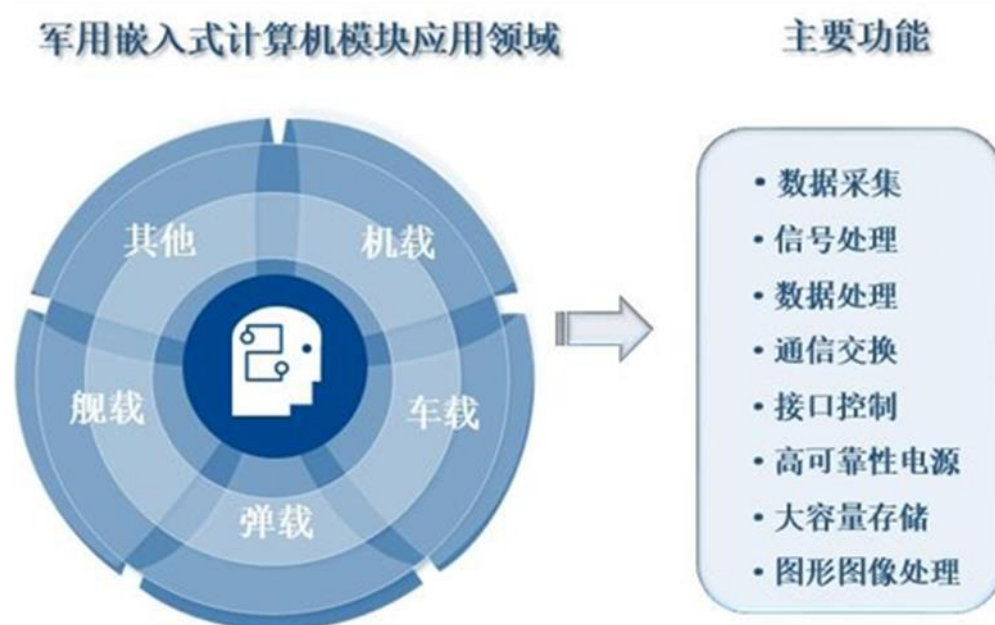 军用嵌入式计算机模块应用领域
主要功能
其他
机载
舰载
车载
弹载
• 数据采集
• 信号处理
• 数据处理
• 通信交换
• 接口控制
• 高可靠性电源
• 大容量存储
• 图形图像处理